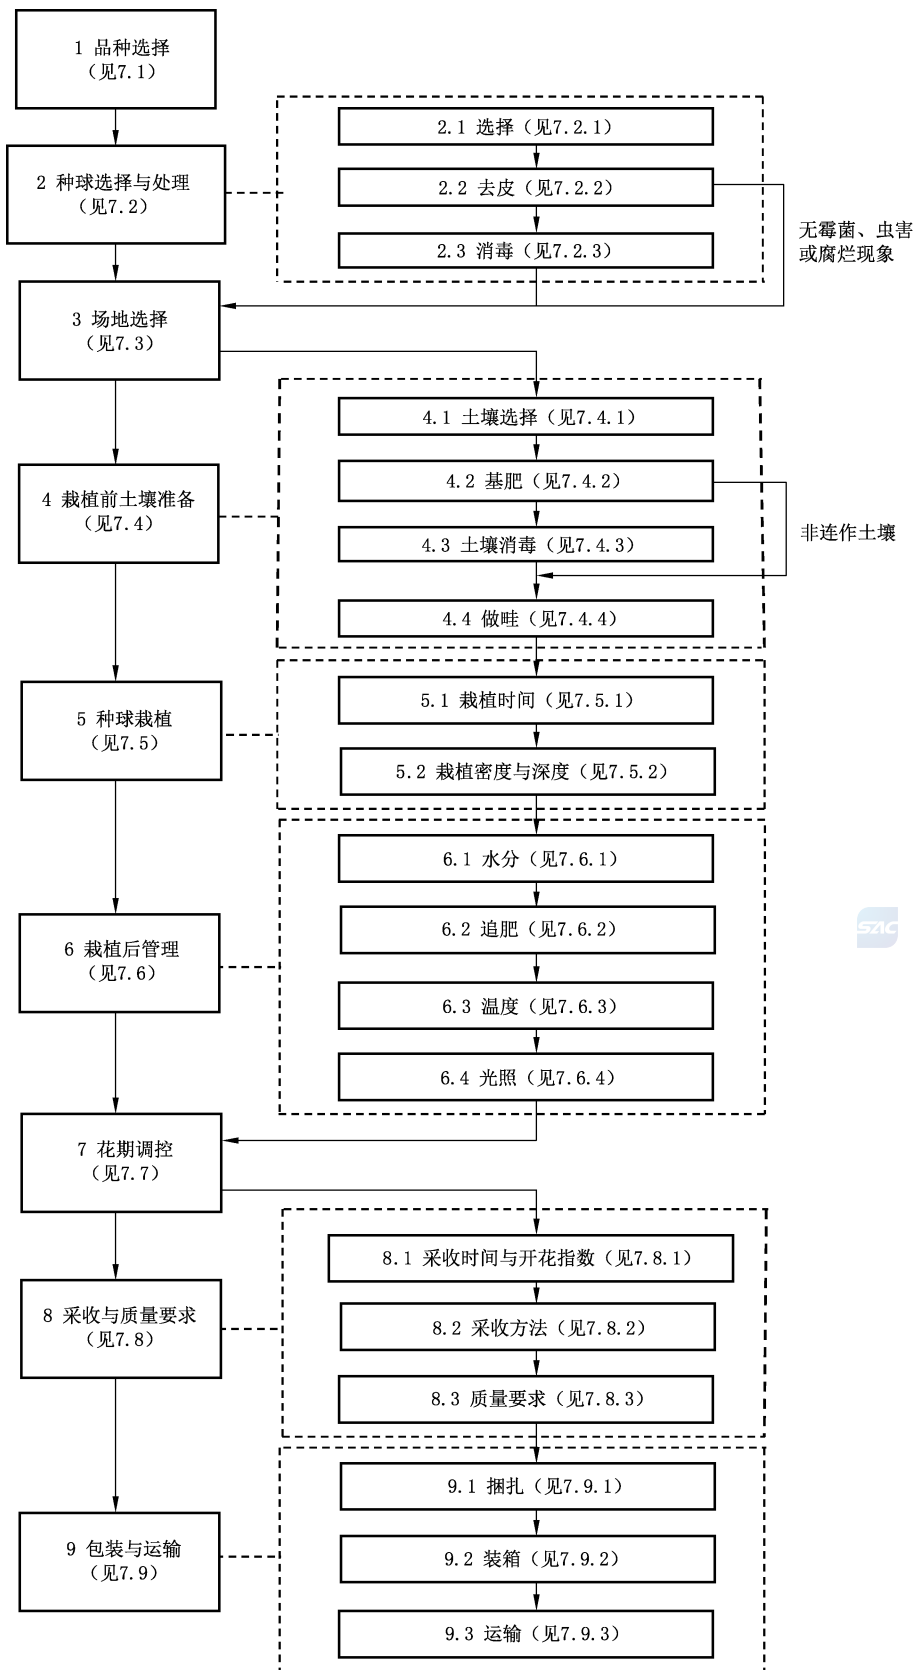 1 品种选择
（见7.1）
2 种球选择与处理
（见7.2）
2.1 选择（见7.2.1）
2.2 去皮（见7.2.2）
2.3 消毒（见7.2.3）
无霉菌、虫害
或腐烂现象
3 场地选择
（见7.3）
4 栽植前土壤准备
（见7.4）
4.1 土壤选择（见7.4.1）
4.2 基肥（见7.4.2）
4.3 土壤消毒（见7.4.3）
4.4 做畦（见7.4.4）
非连作土壤
5 种球栽植
（见7.5）
5.1 栽植时间（见7.5.1）
5.2 栽植密度与深度（见7.5.2）
6 栽植后管理
（见7.6）
6.1 水分（见7.6.1）
6.2 追肥（见7.6.2）
6.3 温度（见7.6.3）
6.4 光照（见7.6.4）
SAC
7 花期调控
（见7.7）
8 采收与质量要求
（见7.8）
8.1 采收时间与开花指数（见7.8.1）
8.2 采收方法（见7.8.2）
8.3 质量要求（见7.8.3）
9 包装与运输
（见7.9）
9.1 捆扎（见7.9.1）
9.2 装箱（见7.9.2）
9.3 运输（见7.9.3）